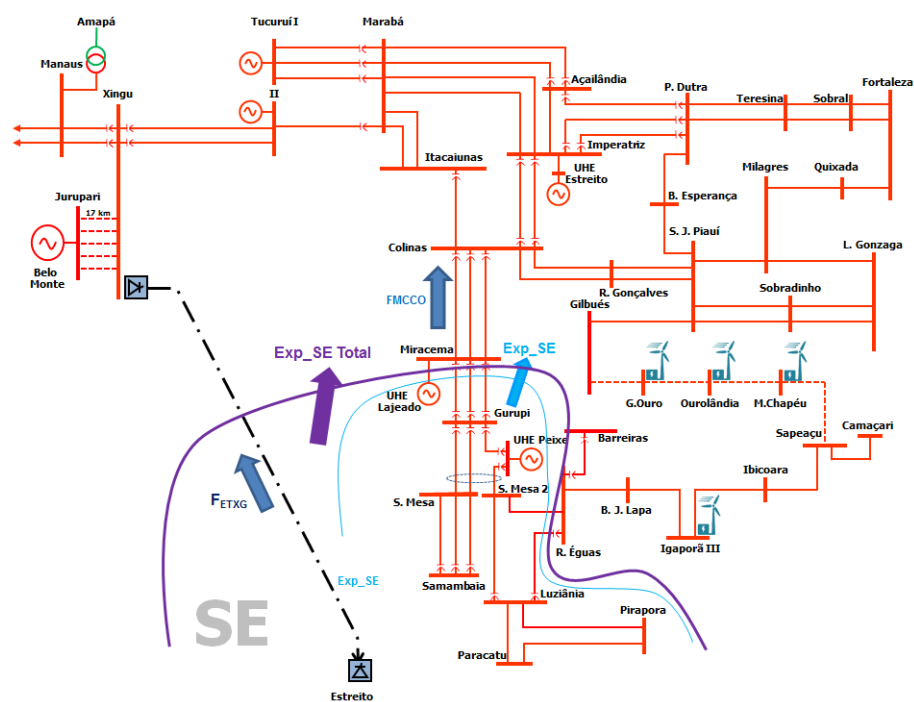 Amapá
Tucuruí I
Marabá
Manaus
Xingu
II
Açailândia
P. Dutra
Teresina
Sobral
Fortaleza
Imperatriz
Itacaiunas
UHE
Estreito
Milagres
Quixada
Jurupari
17 km
B. Esperança
Belo
Monte
Colinas
S. J. Piauí
L. Gonzaga
FMCCO
R. Gonçalves
Sobradinho
Gilbués
Exp_SE Total
Miracema
Exp_SE
UHE
Lajeado
Gurupi
G.Ouro
Ourolândia
M.Chapéu
UHE Peixe
Barreiras
Sapeaçu
Camaçari
FETXG
S. Mesa
S. Mesa 2
B. J. Lapa
Ibicoara
R. Éguas
Igaporã III
Exp_SE
Samambaia
Luziânia
SE
Pirapora
Paracatu
Estreito